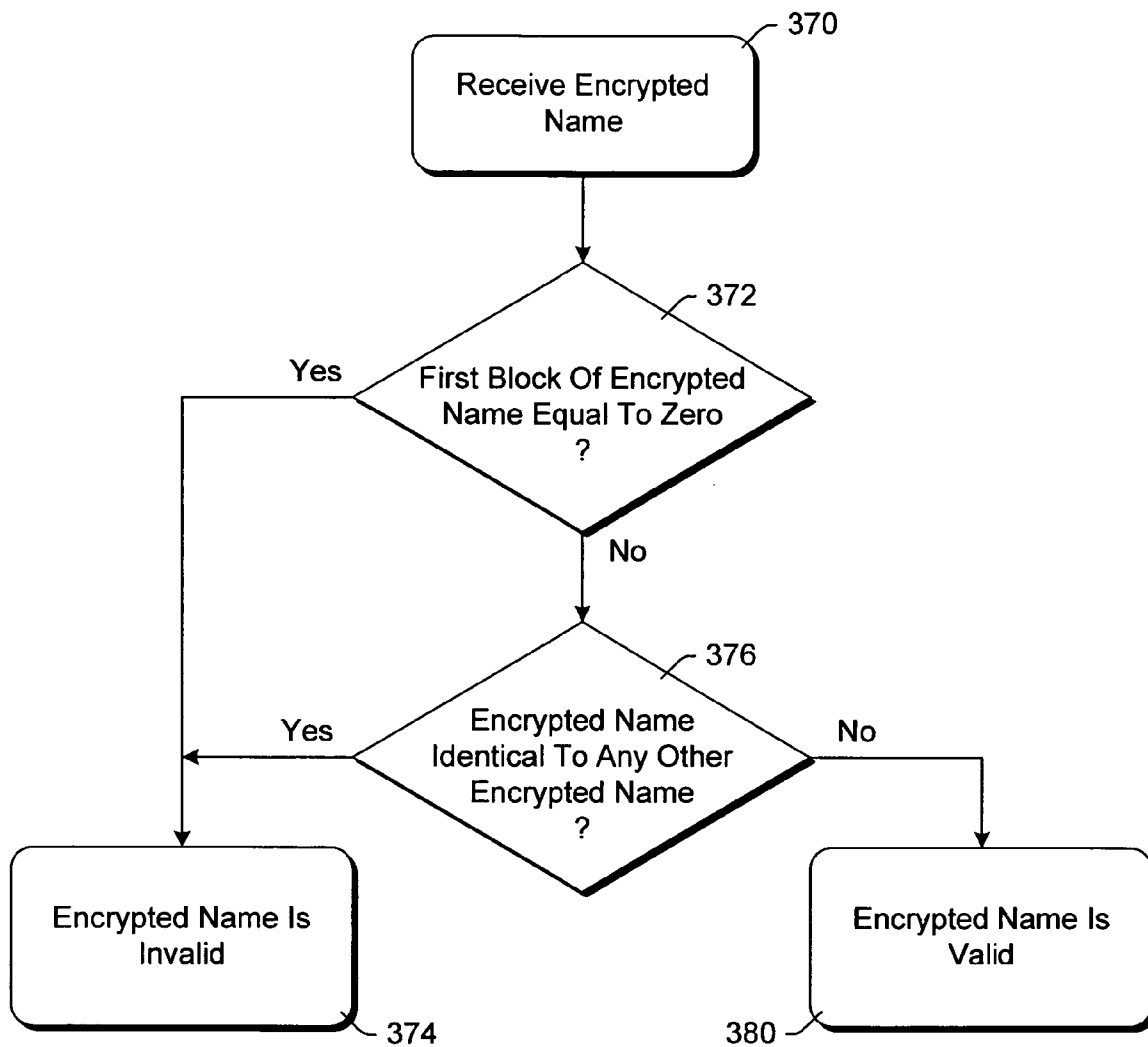 370
Receive Encrypted
Name
372
Yes
First Block Of Encrypted
Name Equal To Zero
?
No
376
Yes
Encrypted Name
Identical To Any Other
Encrypted Name
?
No
Encrypted Name Is
Invalid
374
Encrypted Name Is
Valid
380